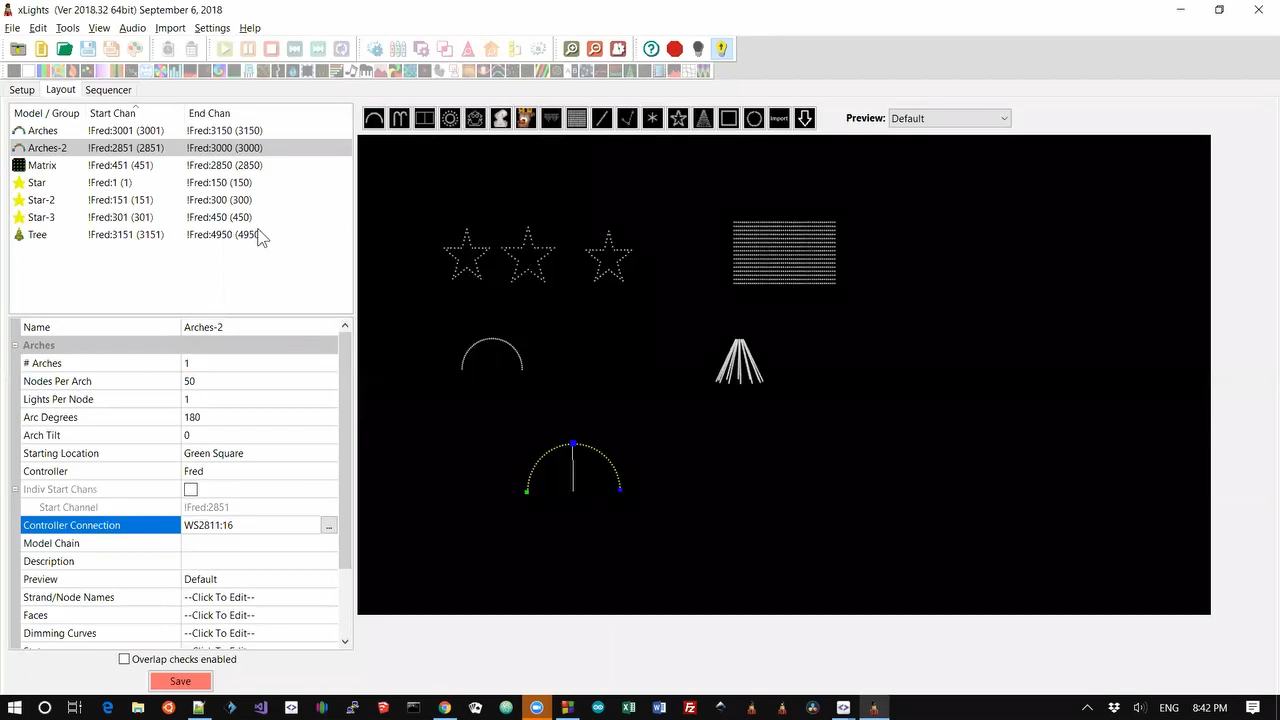 xLights (Ver 2018.32 64bit) September 6, 2018
File Edit Tools View Audio Import Settings Help
Setup Layout Sequencer
Model / Group Start Chan End Chan
Arches !Fred:3001 (3001) !Fred:3150 (3150)
Arches-2 !Fred:2851 (2851) !Fred:3000 (3000)
Matrix !Fred:451 (451) !Fred:2850 (2850)
Star !Fred:1 (1) !Fred:150 (150)
Star-2 !Fred:151 (151) !Fred:300 (300)
Star-3 !Fred:301 (301) !Fred:450 (450)
!Fred:3151 (3151) !Fred:4950 (4950)
import
Preview: Default
Name Arches-2
Arches
# Arches 1
Nodes Per Arch 50
Lights Per Node 1
Arc Degrees 180
Arch Tilt 0
Starting Location Green Square
Controller Fred
Indiv Start Chans
Start Channel !Fred:2851
Controller Connection WS2811:16 ...
Model Chain
Description
Preview Default
Strand/Node Names --Click To Edit--
Faces --Click To Edit--
Dimming Curves --Click To Edit--
Overlap checks enabled
Save
ENG 8:42 PM